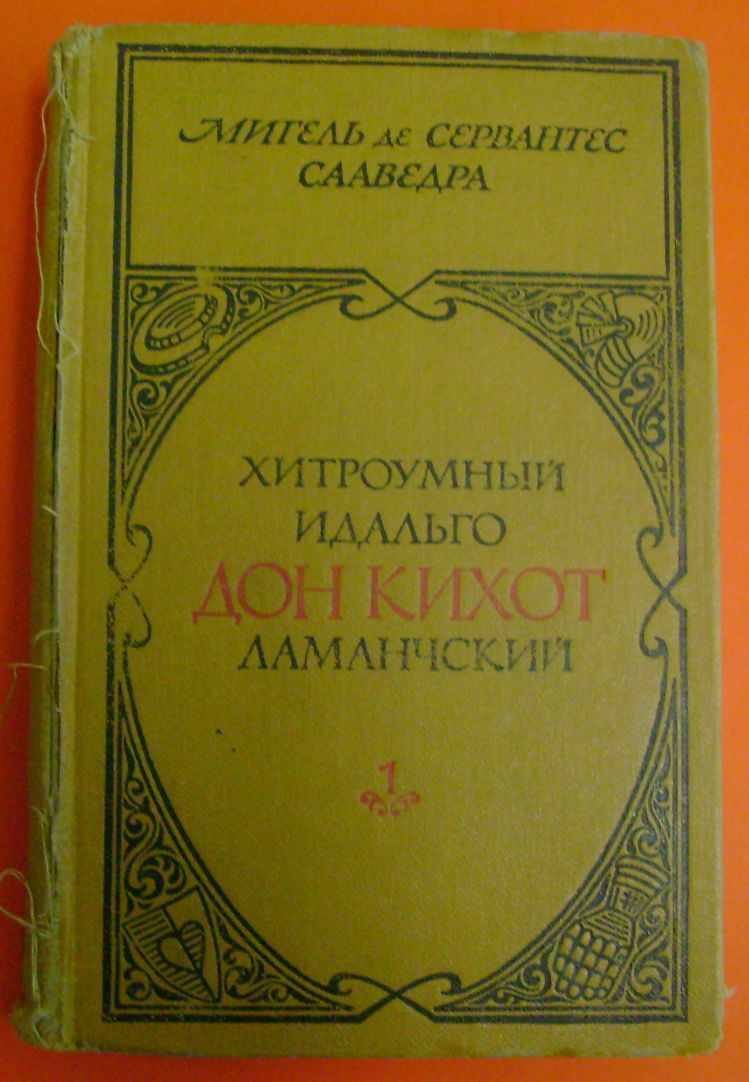 МИГЕЛЬ де СЕРВАНТЕС
СААВЕДРА
ХИТРОУМНЫЙ
ИДАЛЬГО
ДОН КИХОТ
ЛАМАНЧСКИЙ
1